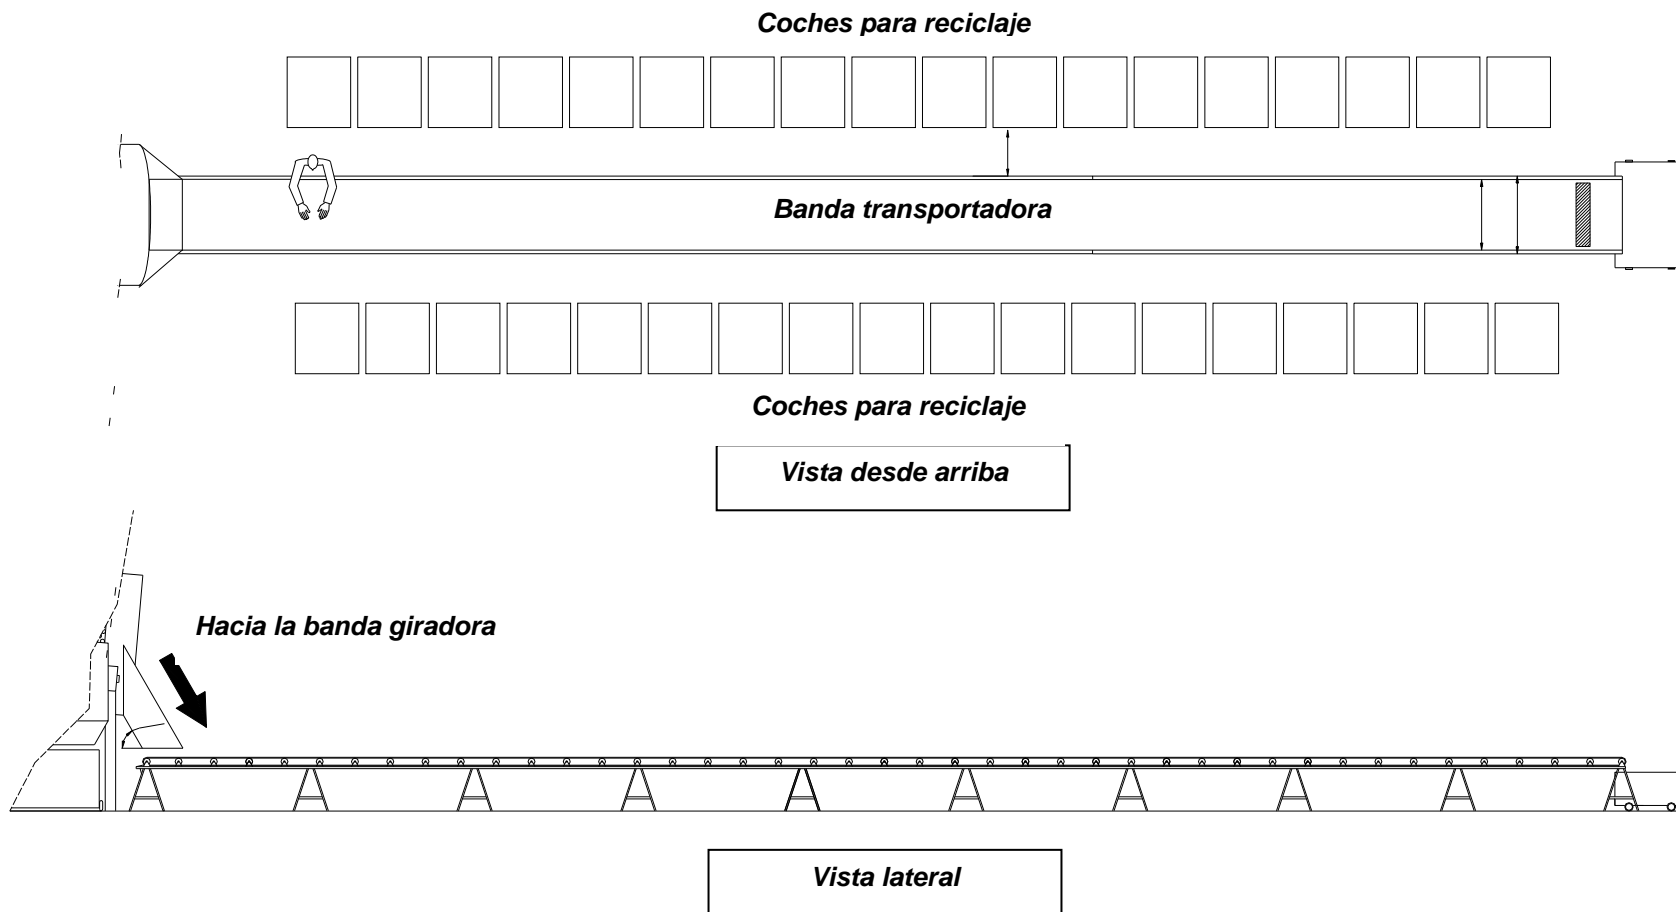 Coches para reciclaje
Banda transportadora
Coches para reciclaje
Vista desde arriba
Hacia la banda giradora
Vista lateral